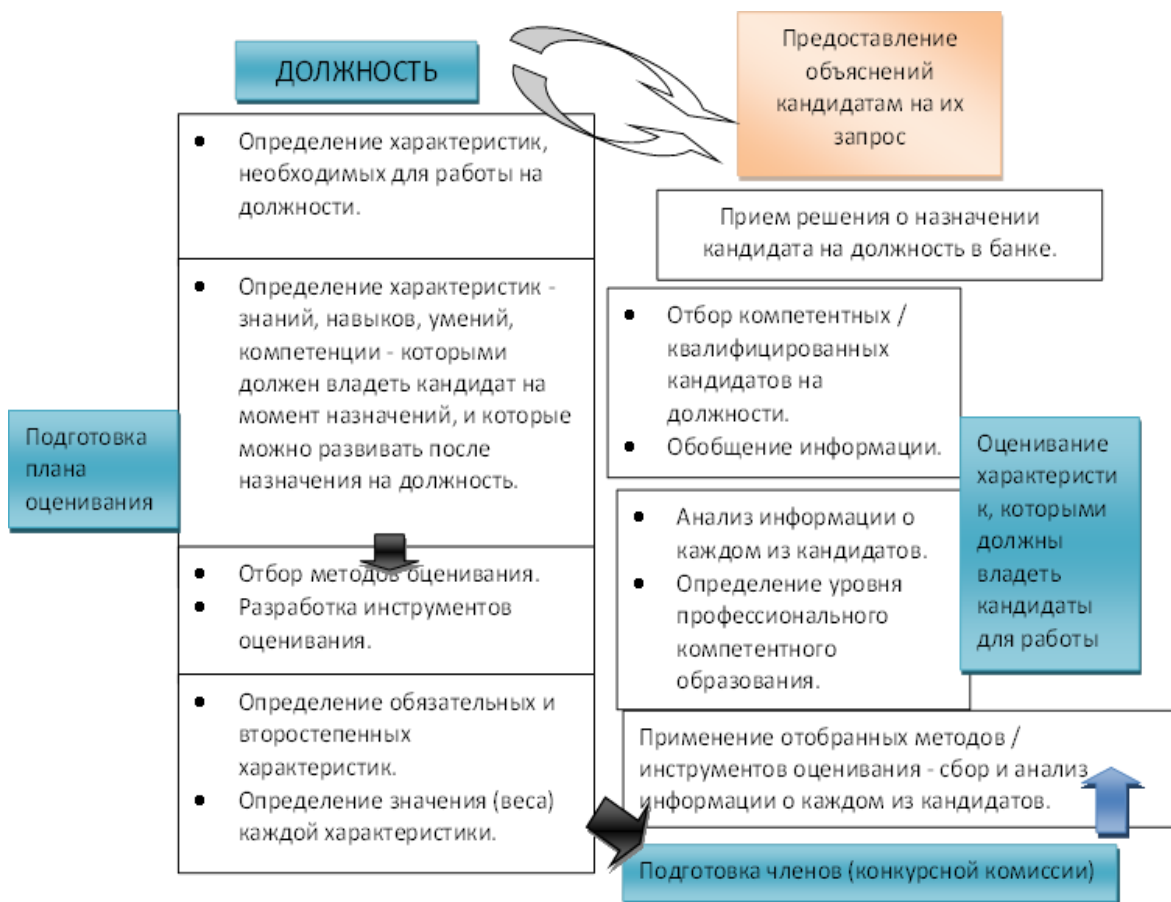 ДОЛЖНОСТЬ
Определение характеристик,
необходимых для работы на
должности.
Определение характеристик -
знаний, навыков, умений,
компетенции - которыми
должен владеть кандидат на
момент назначений, и которые
можно развивать после
назначения на должность.
Подготовка
плана
оценивания
Отбор методов оценивания.
Разработка инструментов
оценивания.
Определение обязательных и
второстепенных
характеристик.
Определение значения (веса)
каждой характеристики.
Предоставление
объяснений
кандидатам на их
запрос
Прием решения о назначении
кандидата на должность в банке.
Отбор компетентных /
квалифицированных
кандидатов на
должности.
Обобщение информации.
Анализ информации о
каждом из кандидатов.
Определение уровня
профессионального
компетентного
образования.
Оценивание
характеристи
к, которыми
должны
владеть
кандидаты
для работы
Применение отобранных методов /
инструментов оценивания - сбор и анализ
информации о каждом из кандидатов.
Подготовка членов (конкурсной комиссии)